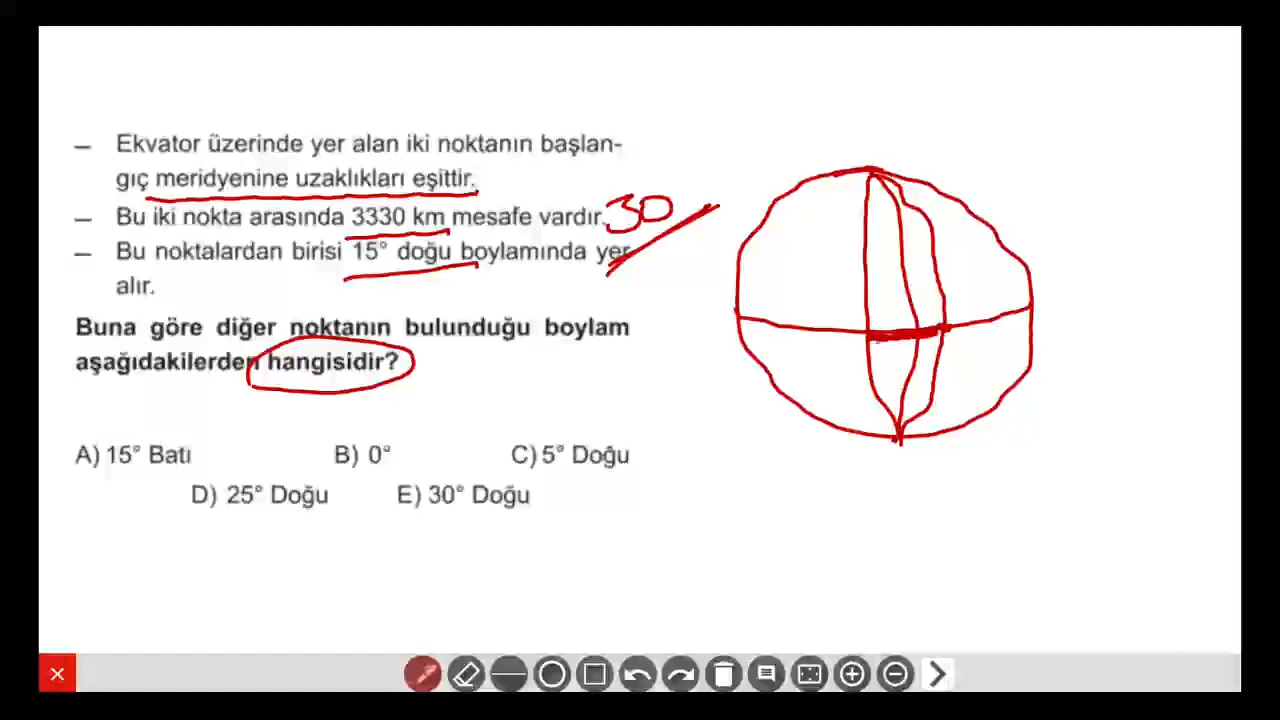 — Ekvator üzerinde yer alan iki noktanın başlan-
gıç meridyenine uzaklıkları eşittir.
— Bu iki nokta arasında 3330 km mesafe vardır. 30
— Bu noktalardan birisi 15° doğu boylamında yer
alır.
Buna göre diğer noktanın bulunduğu boylam
aşağıdakilerden hangisidir?
A) 15° Batı B) 0° C) 5° Doğu
D) 25° Doğu E) 30° Doğu